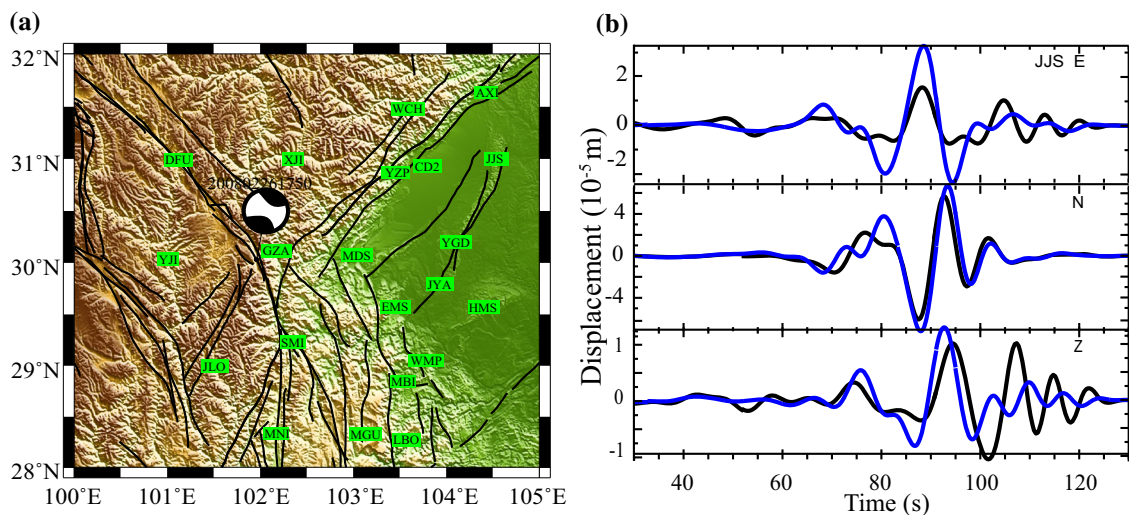 (a)
32°N
31°N
30°N
29°N
28°N
100°E
101°E
102°E
103°E
104°E
105°E
AXI
WCH
DFU
XJI
YZP
CD2
JJS
GZA
YJI
MDS
YGD
JYA
EMS
HMS
SMI
JLO
WMP
MBI
MNI
MGU
LBO
(b)
Displacement (10⁻⁵ m)
JJS E
2
0
-2
N
4
0
-4
Z
1
0
-1
40
60
80
100
120
Time (s)